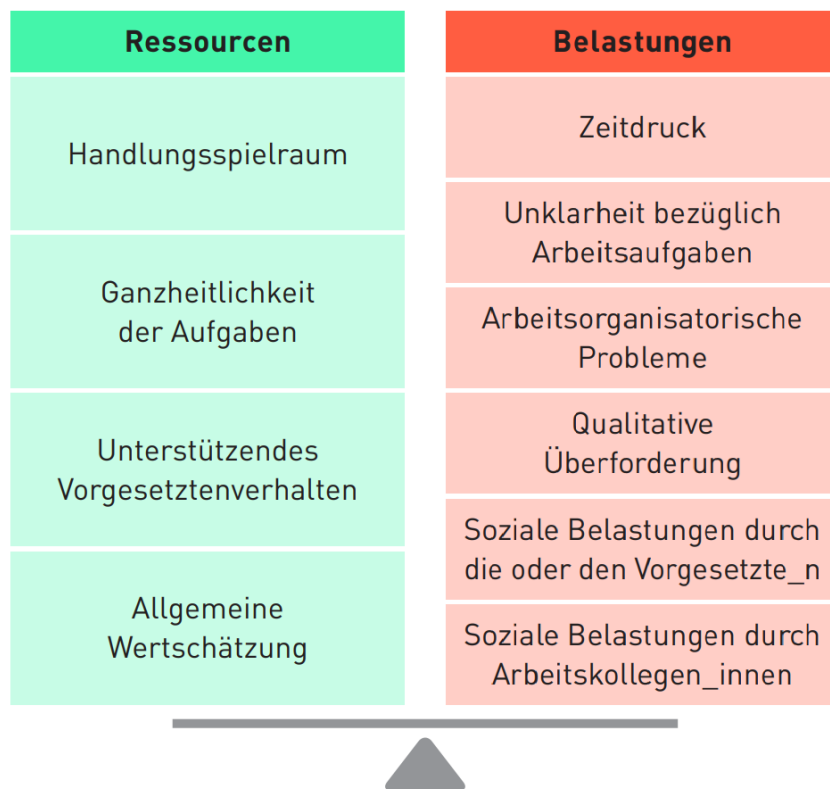 Ressourcen
Handlungsspielraum
Ganzheitlichkeit
der Aufgaben
Unterstützendes
Vorgesetztenverhalten
Allgemeine
Wertschätzung
Belastungen
Zeitdruck
Unklarheit bezüglich
Arbeitsaufgaben
Arbeitsorganisatorische
Probleme
Qualitative
Überforderung
Soziale Belastungen durch
die oder den Vorgesetzte_n
Soziale Belastungen durch
Arbeitskollegen_innen